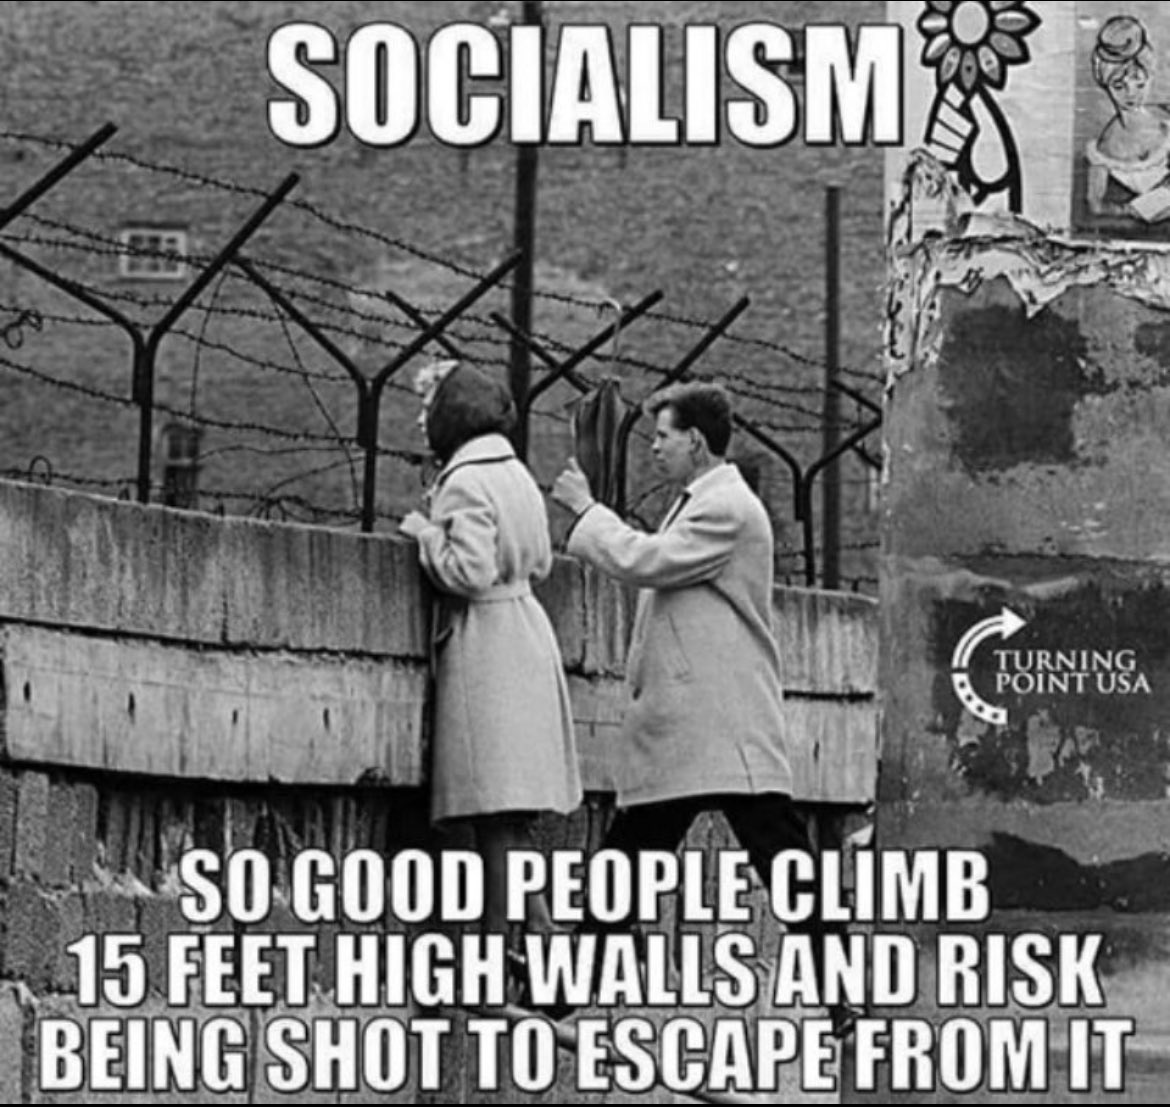 SOCIALISM
TURNING
POINT USA
SO GOOD PEOPLE CLIMB
15 FEET HIGH WALLS AND RISK
BEING SHOT TO ESCAPE FROM IT